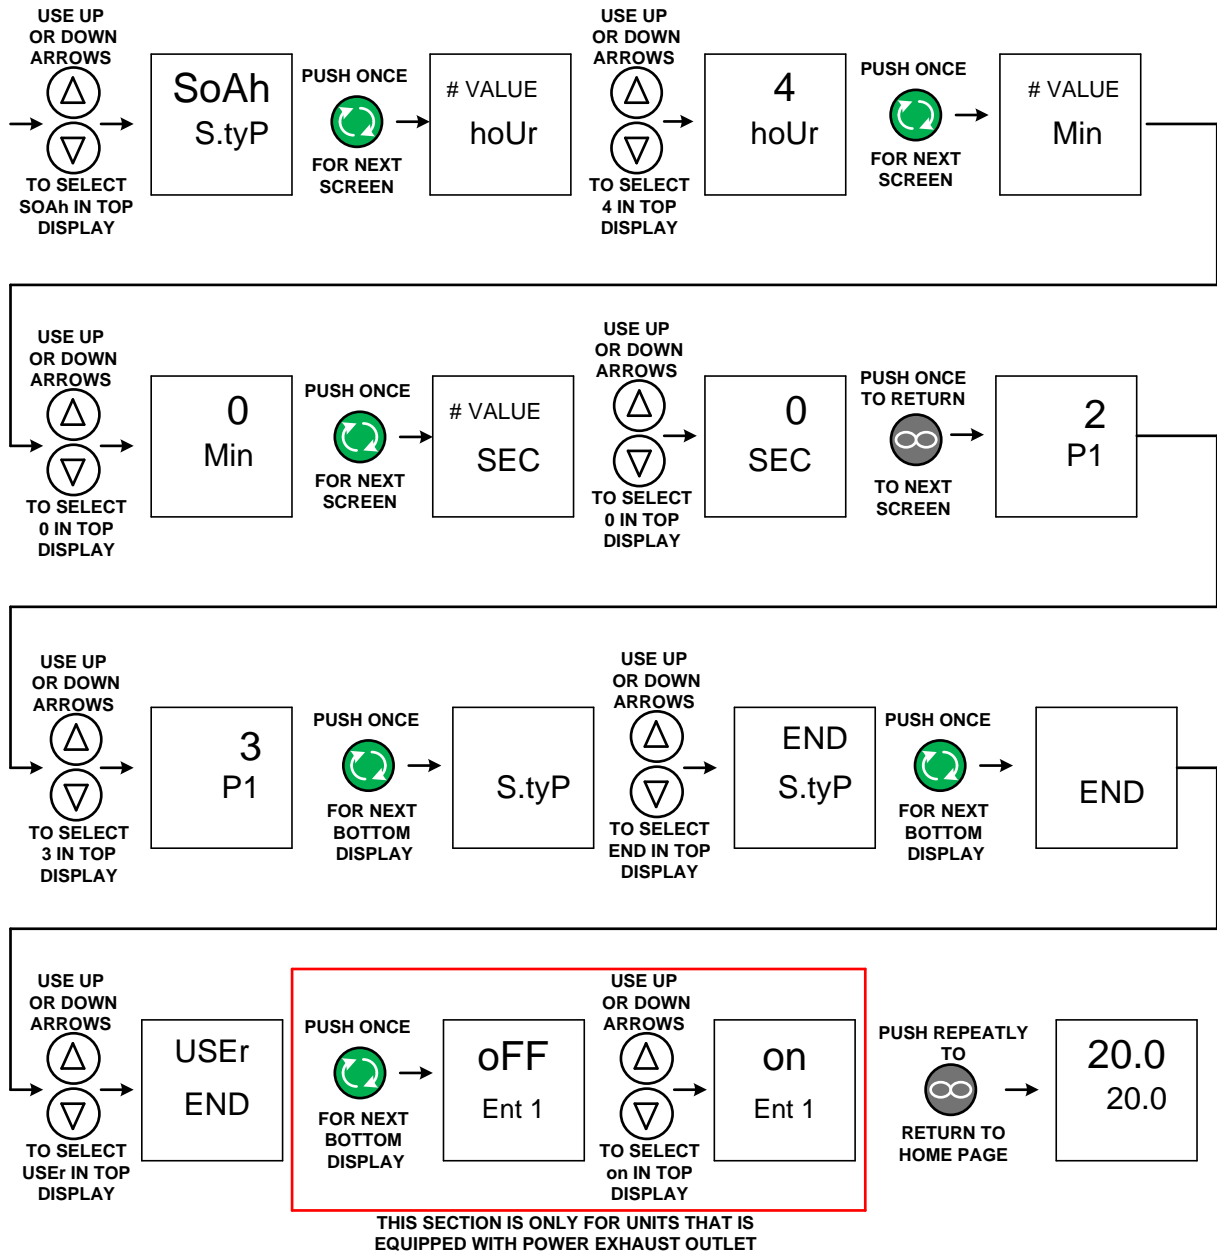 USE UP
OR DOWN
ARROWS
TO SELECT
SOAh IN TOP
DISPLAY
SoAh
S.tyP
PUSH ONCE
FOR NEXT
SCREEN
# VALUE
hoUr
USE UP
OR DOWN
ARROWS
TO SELECT
4 IN TOP
DISPLAY
4
hoUr
PUSH ONCE
FOR NEXT
SCREEN
# VALUE
Min
USE UP
OR DOWN
ARROWS
TO SELECT
0 IN TOP
DISPLAY
0
Min
PUSH ONCE
FOR NEXT
SCREEN
# VALUE
SEC
USE UP
OR DOWN
ARROWS
TO SELECT
0 IN TOP
DISPLAY
0
SEC
PUSH ONCE
TO RETURN
TO NEXT
SCREEN
2
P1
USE UP
OR DOWN
ARROWS
TO SELECT
3 IN TOP
DISPLAY
3
P1
PUSH ONCE
FOR NEXT
BOTTOM
DISPLAY
S.tyP
USE UP
OR DOWN
ARROWS
TO SELECT
END IN TOP
DISPLAY
END
S.tyP
PUSH ONCE
FOR NEXT
BOTTOM
DISPLAY
END
USE UP
OR DOWN
ARROWS
TO SELECT
USEr IN TOP
DISPLAY
USEr
END
PUSH ONCE
FOR NEXT
BOTTOM
DISPLAY
oFF
Ent 1
USE UP
OR DOWN
ARROWS
TO SELECT
on IN TOP
DISPLAY
on
Ent 1
PUSH REPEATLY
TO
RETURN TO
HOME PAGE
20.0
20.0
THIS SECTION IS ONLY FOR UNITS THAT IS
EQUIPPED WITH POWER EXHAUST OUTLET